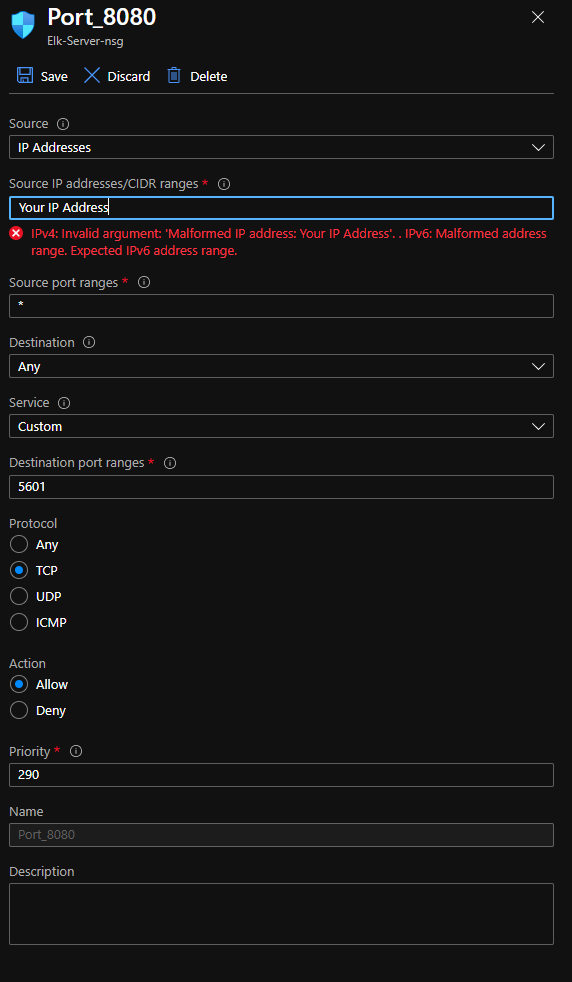 Port_8080
Elk-Server-nsg
Save Discard Delete
Source
IP Addresses
Source IP addresses/CIDR ranges *
Your IP Address
IPv4: Invalid argument: 'Malformed IP address: Your IP Address'. . IPv6: Malformed address
range. Expected IPv6 address range.
Source port ranges *
*
Destination
Any
Service
Custom
Destination port ranges *
5601
Protocol
Any
TCP
UDP
ICMP
Action
Allow
Deny
Priority *
290
Name
Port_8080
Description